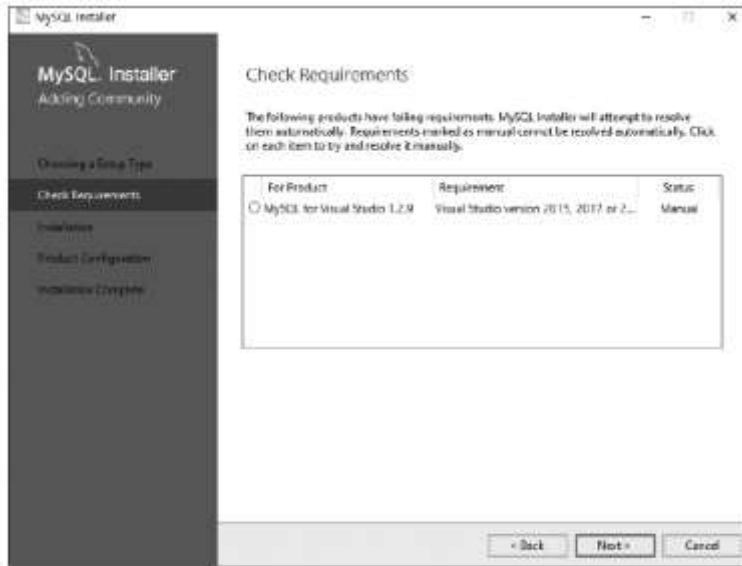 MySQL Installer
MySQL. Installer
Adding Community
Choosing a Setup Type
Check Requirements
Installation
Product Configuration
Installation Complete
Check Requirements
The following products have failing requirements. MySQL Installer will attempt to resolve
them automatically. Requirements marked as manual cannot be resolved automatically. Click
on each item to try and resolve it manually.
For Product Requirement Status
MySQL for Visual Studio 1.2.9 Visual Studio version 2015, 2017 or 2... Manual
< Back Next > Cancel